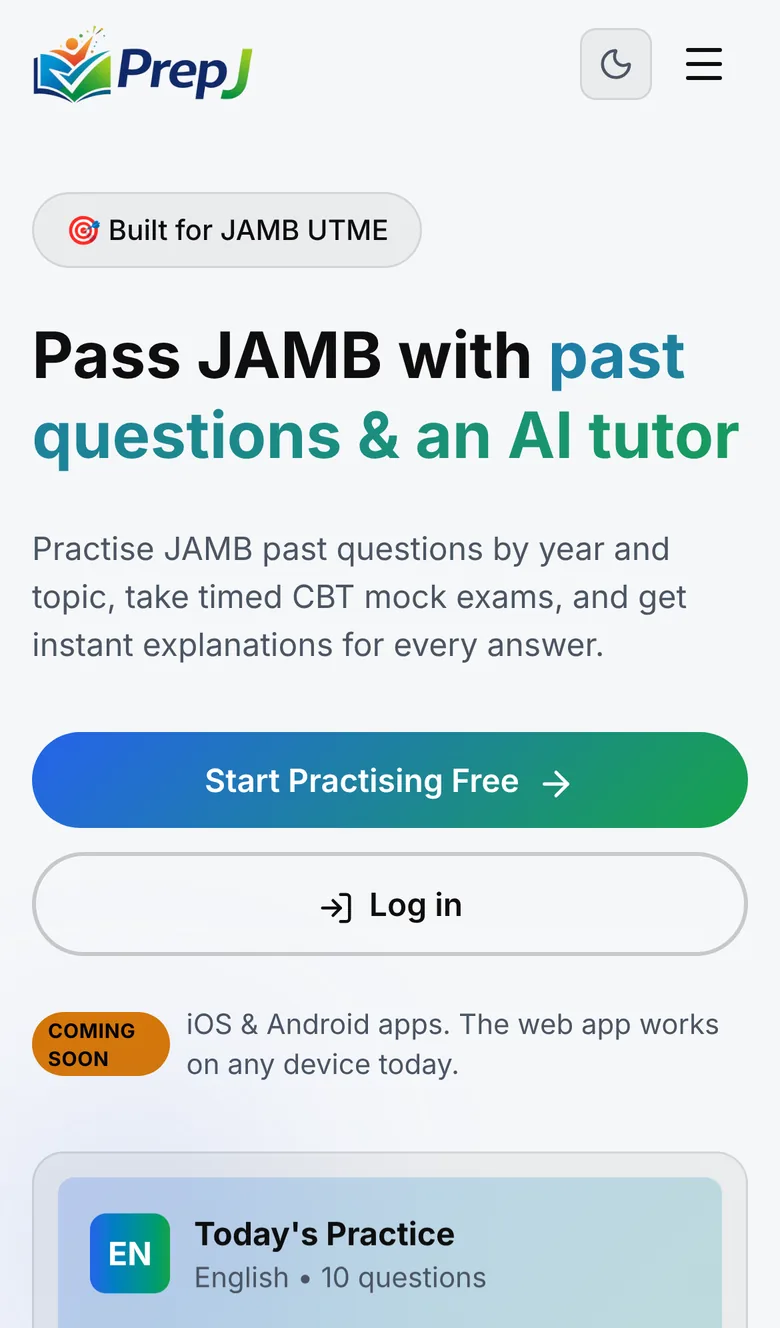 PrepJ
🎯 Built for JAMB UTME
Pass JAMB with past
questions & an AI tutor
Practise JAMB past questions by year and
topic, take timed CBT mock exams, and get
instant explanations for every answer.
Start Practising Free →
Log in
COMING
SOON
iOS & Android apps. The web app works
on any device today.
EN
Today's Practice
English • 10 questions